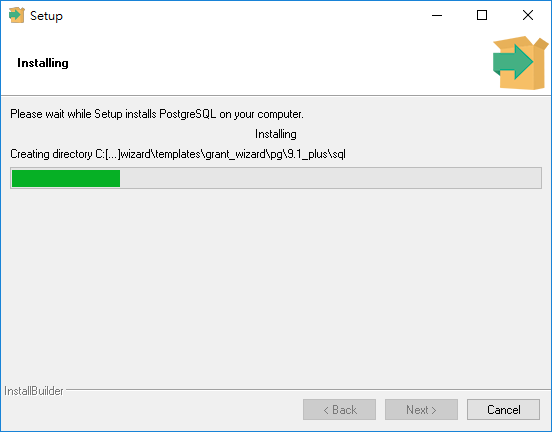 Setup
Installing
Please wait while Setup installs PostgreSQL on your computer.
Installing
Creating directory C:[...]wizard\templates\grant_wizard\pg\9.1_plus\sql
InstallBuilder
< Back
Next >
Cancel